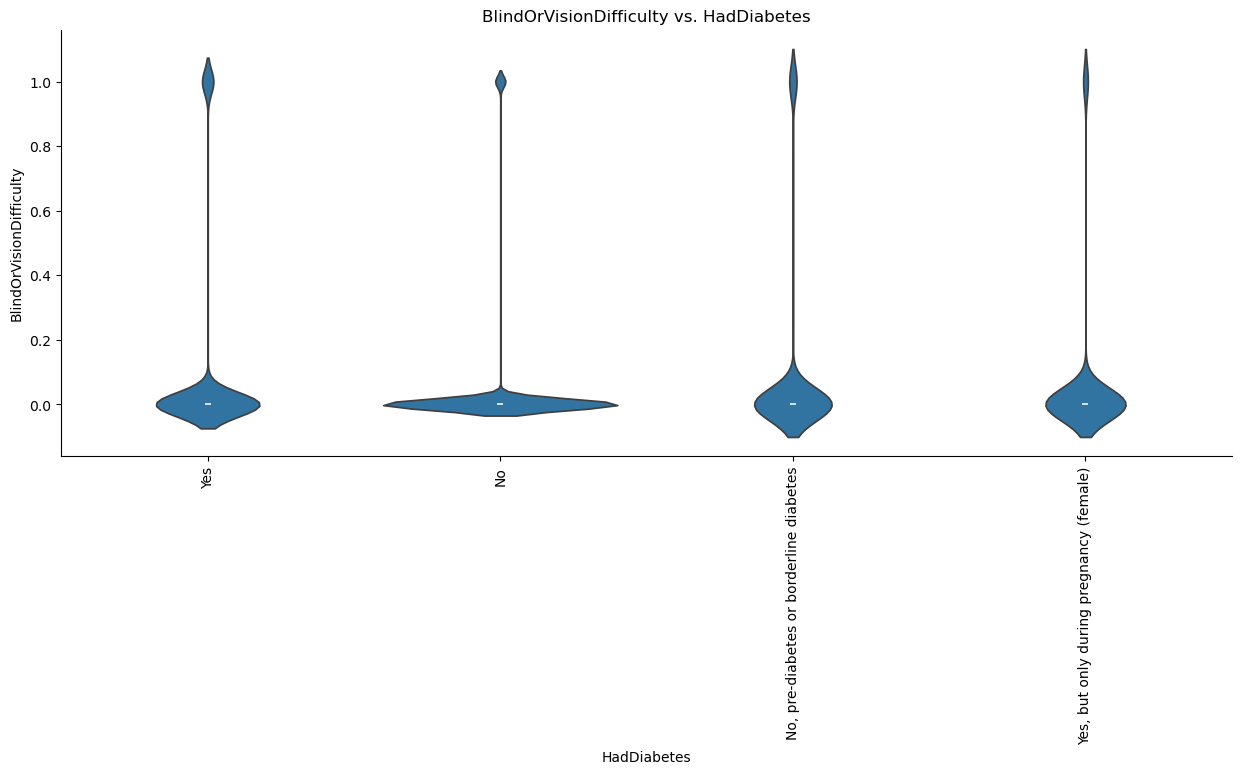 BlindOrVisionDifficulty vs. HadDiabetes
BlindOrVisionDifficulty
1.0
0.8
0.6
0.4
0.2
0.0
Yes
No
No, pre-diabetes or borderline diabetes
Yes, but only during pregnancy (female)
HadDiabetes